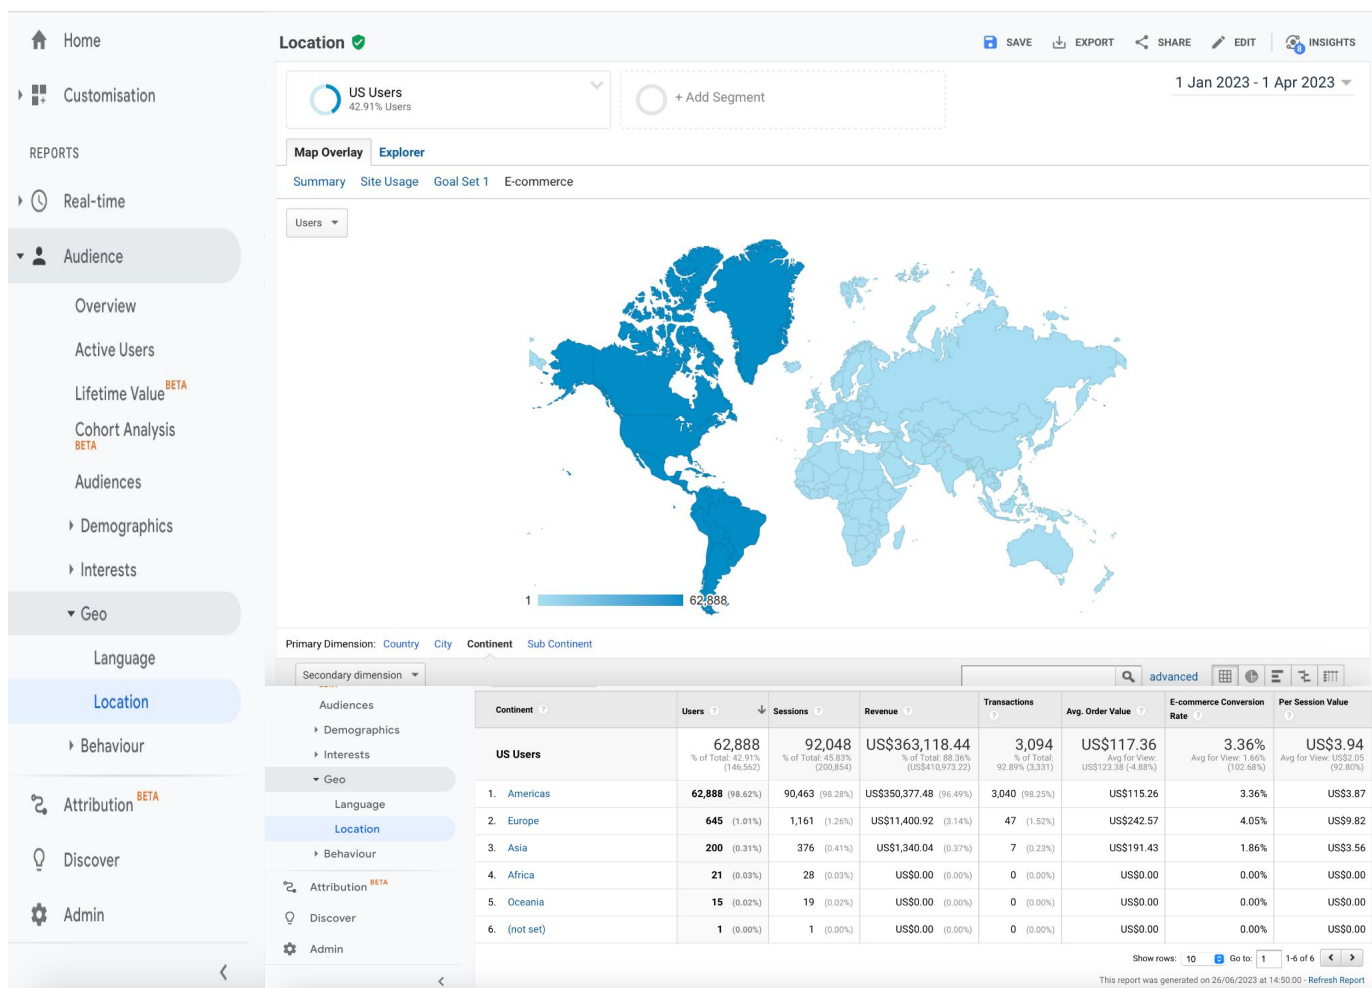 Home
Customisation
REPORTS
Real-time
Audience
Overview
Active Users
Lifetime Value BETA
Cohort Analysis
BETA
Audiences
Demographics
Interests
Geo
Language
Location
Behaviour
Attribution BETA
Discover
Admin
Location
SAVE EXPORT SHARE EDIT 8 INSIGHTS
US Users
42.91% Users
+ Add Segment
1 Jan 2023 - 1 Apr 2023
Map Overlay Explorer
Summary Site Usage Goal Set 1 E-commerce
Users
1 62,888
Primary Dimension: Country City Continent Sub Continent
Secondary dimension
advanced
Audiences
Demographics
Interests
Geo
Language
Location
Behaviour
Attribution BETA
Discover
Admin
Continent ? Users ? Sessions ? Revenue ? Transactions ? Avg. Order Value ? E-commerce Conversion Rate ? Per Session Value ?
US Users 62,888 92,048 US$363,118.44 3,094 US$117.36 3.36% US$3.94
% of Total: 42.91% (146,562) % of Total: 45.83% (200,854) % of Total: 88.36% (US$410,973.22) % of Total: 92.89% (3,331) Avg for View: US$123.38 (-4.88%) Avg for View: 1.66% (102.68%) Avg for View: US$2.05 (92.80%)
1. Americas 62,888 (98.62%) 90,463 (98.28%) US$350,377.48 (96.49%) 3,040 (98.25%) US$115.26 3.36% US$3.87
2. Europe 645 (1.01%) 1,161 (1.26%) US$11,400.92 (3.14%) 47 (1.52%) US$242.57 4.05% US$9.82
3. Asia 200 (0.31%) 376 (0.41%) US$1,340.04 (0.37%) 7 (0.23%) US$191.43 1.86% US$3.56
4. Africa 21 (0.03%) 28 (0.03%) US$0.00 (0.00%) 0 (0.00%) US$0.00 0.00% US$0.00
5. Oceania 15 (0.02%) 19 (0.02%) US$0.00 (0.00%) 0 (0.00%) US$0.00 0.00% US$0.00
6. (not set) 1 (0.00%) 1 (0.00%) US$0.00 (0.00%) 0 (0.00%) US$0.00 0.00% US$0.00
Show rows: 10 Go to: 1 1-6 of 6
This report was generated on 26/06/2023 at 14:50:00 - Refresh Report